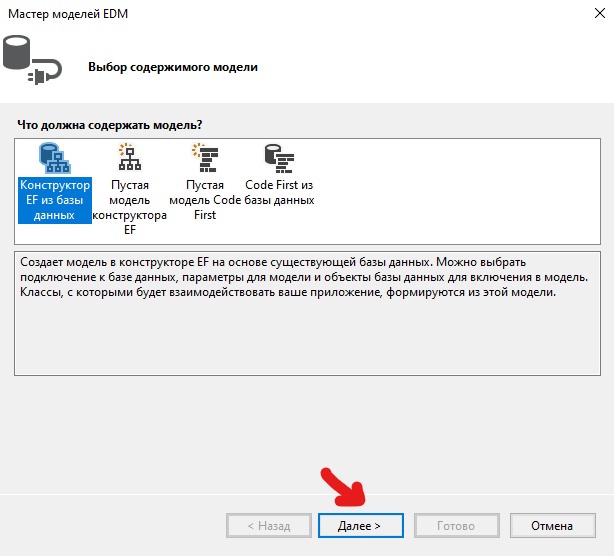 Мастер моделей EDM
Выбор содержимого модели
Что должна содержать модель?
Конструктор
EF из базы
данных
Пустая
модель
конструктора
EF
Пустая
модель Code
First
Code First из
базы данных
Создает модель в конструкторе EF на основе существующей базы данных. Можно выбрать
подключение к базе данных, параметры для модели и объекты базы данных для включения в модель.
Классы, с которыми будет взаимодействовать ваше приложение, формируются из этой модели.
< Назад
Далее >
Готово
Отмена